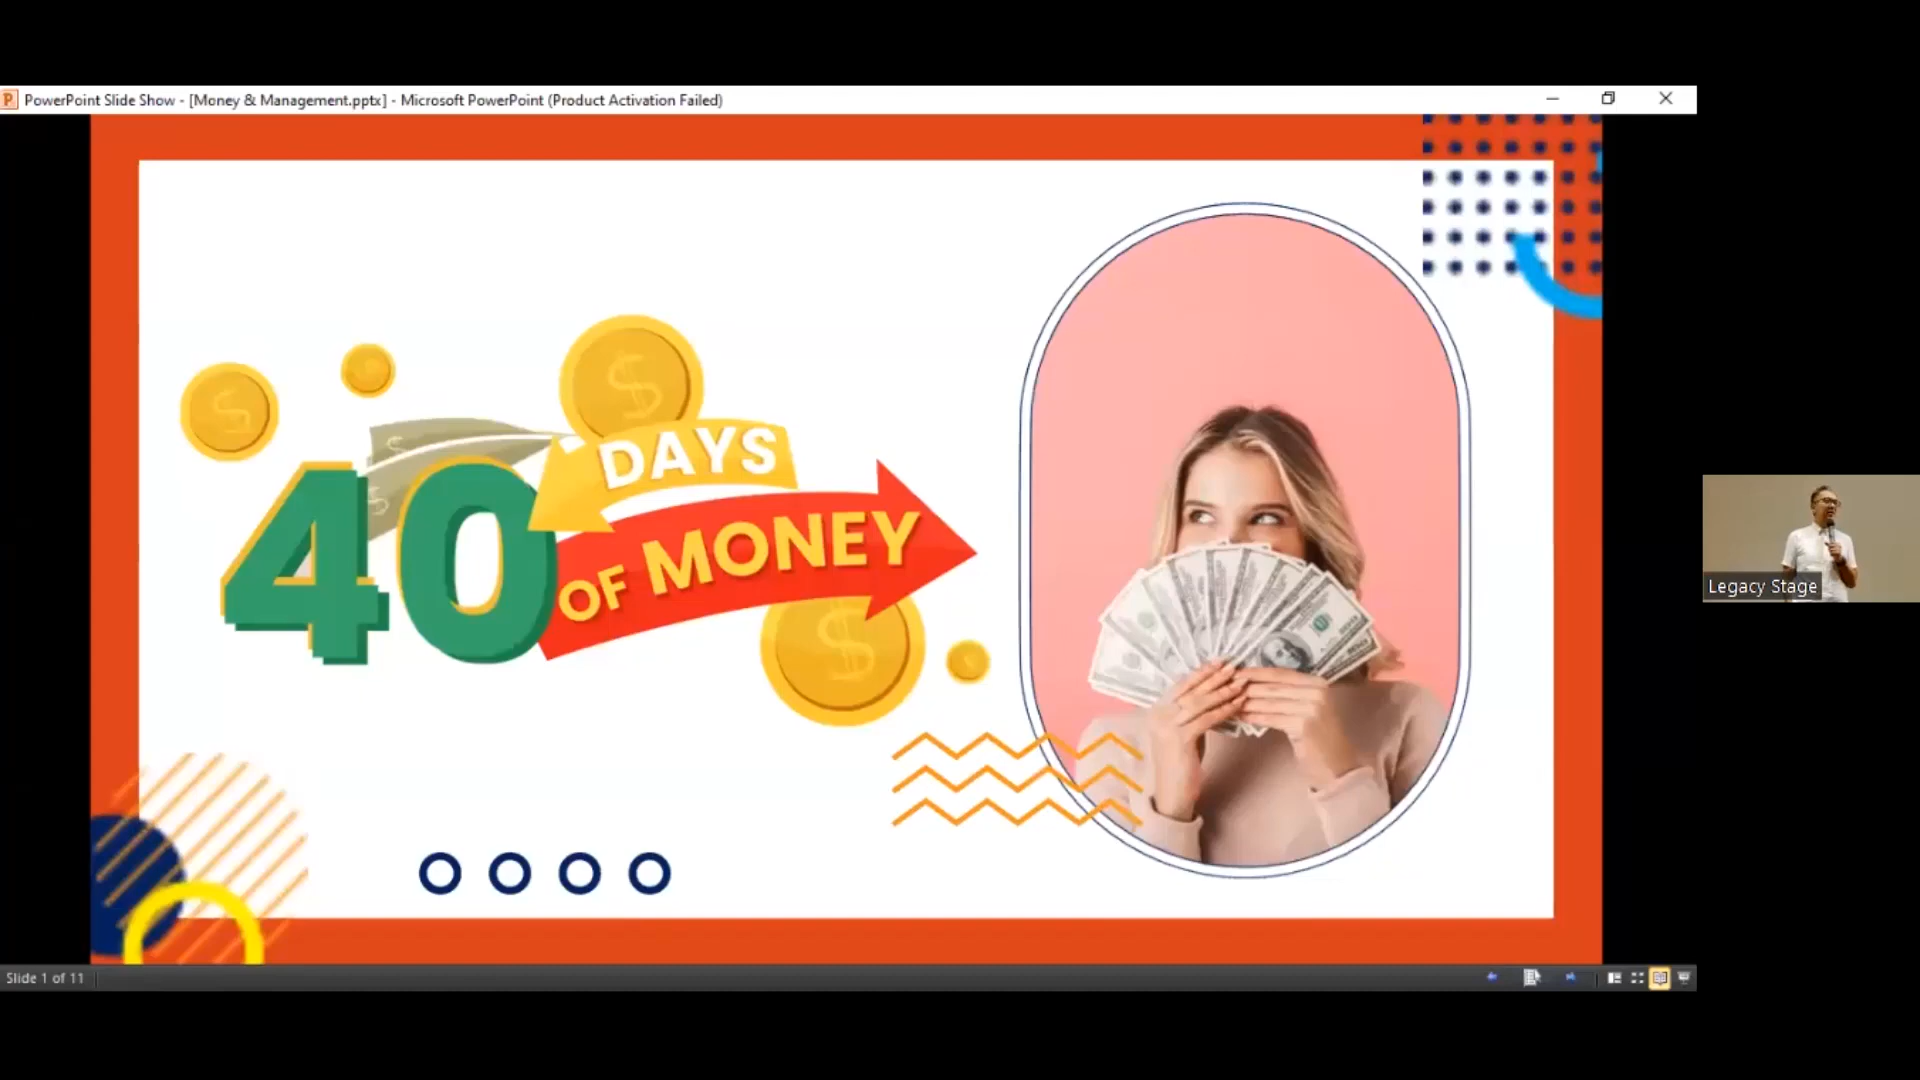 PowerPoint Slide Show - [Money & Management.pptx] - Microsoft PowerPoint (Product Activation Failed)
40 DAYS
OF MONEY
Legacy Stage
Slide 1 of 11